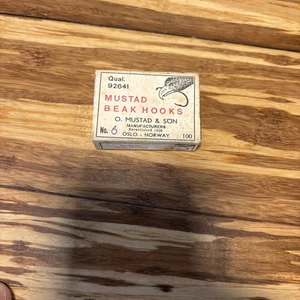 Qual.
92641
MUSTAD
BEAK HOOKS
O. MUSTAD & SON
MANUFACTURERS
Established 1832
No. 6
OSLO - NORWAY
100